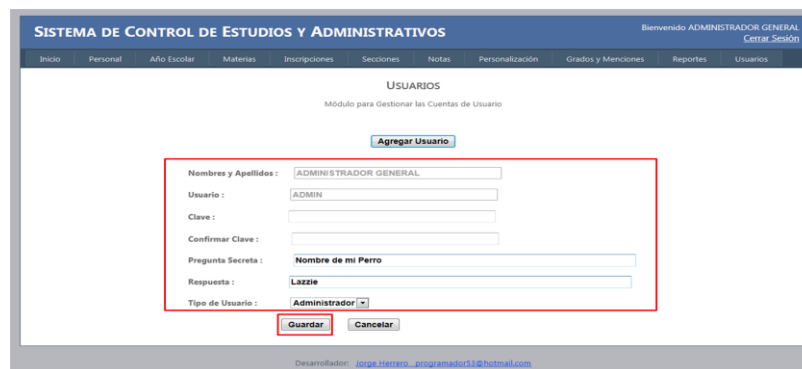 SISTEMA DE CONTROL DE ESTUDIOS Y ADMINISTRATIVOS
Bienvenido ADMINISTRADOR GENERAL
Cerrar Sesión
Inicio Personal Año Escolar Materias Inscripciones Secciones Notas Personalización Grados y Menciones Reportes Usuarios
USUARIOS
Módulo para Gestionar las Cuentas de Usuario
Agregar Usuario
Nombres y Apellidos : ADMINISTRADOR GENERAL
Usuario : ADMIN
Clave :
Confirmar Clave :
Pregunta Secreta : Nombre de mi Perro
Respuesta : Lazzie
Tipo de Usuario : Administrador
Guardar Cancelar
Desarrollador: Jorge Herrero programador53@hotmail.com